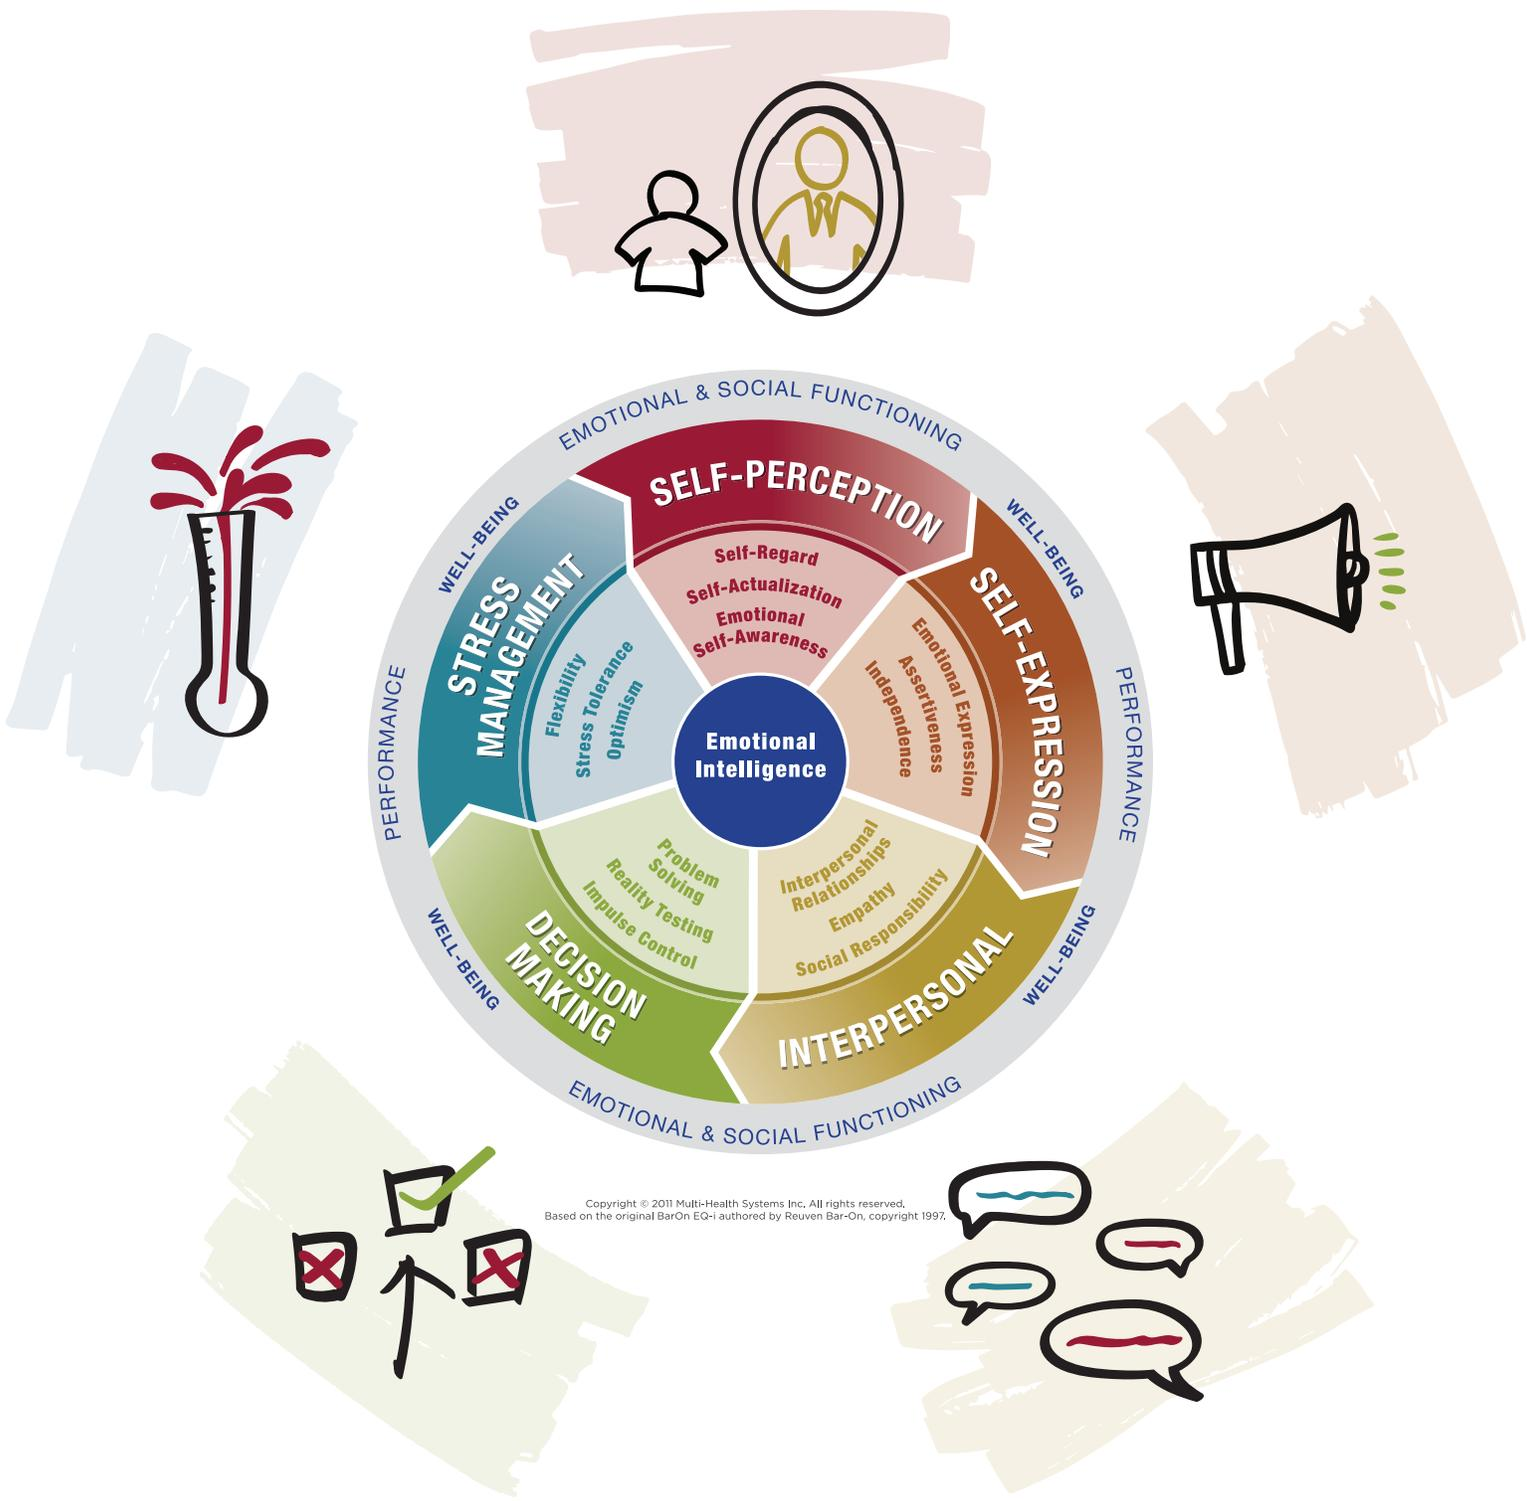 EMOTIONAL & SOCIAL FUNCTIONING
WELL-BEING
WELL-BEING
PERFORMANCE
PERFORMANCE
WELL-BEING
WELL-BEING
EMOTIONAL & SOCIAL FUNCTIONING
SELF-PERCEPTION
Self-Regard
Self-Actualization
Emotional
Self-Awareness
SELF-EXPRESSION
Emotional Expression
Assertiveness
Independence
INTERPERSONAL
Interpersonal
Relationships
Empathy
Social Responsibility
DECISION
MAKING
Problem
Solving
Reality Testing
Impulse Control
STRESS
MANAGEMENT
Flexibility
Stress Tolerance
Optimism
Emotional
Intelligence
Copyright © 2011 Multi-Health Systems Inc. All rights reserved.
Based on the original BarOn EQ-i authored by Reuven Bar-On, copyright 1997.